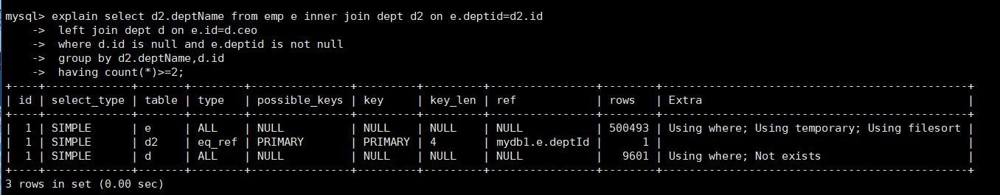 mysql> explain select d2.deptName from emp e inner join dept d2 on e.deptid=d2.id
    ->  left join dept d on e.id=d.ceo
    ->  where d.id is null and e.deptid is not null
    ->  group by d2.deptName,d.id
    ->  having count(*)>=2;
+----+-------------+-------+--------+---------------+---------+---------+----------------+--------+----------------------------------------------+
| id | select_type | table | type   | possible_keys | key     | key_len | ref            | rows   | Extra                                        |
+----+-------------+-------+--------+---------------+---------+---------+----------------+--------+----------------------------------------------+
|  1 | SIMPLE      | e     | ALL    | NULL          | NULL    | NULL    | NULL           | 500493 | Using where; Using temporary; Using filesort |
|  1 | SIMPLE      | d2    | eq_ref | PRIMARY       | PRIMARY | 4       | mydb1.e.deptId |      1 |                                              |
|  1 | SIMPLE      | d     | ALL    | NULL          | NULL    | NULL    | NULL           |   9601 | Using where; Not exists                      |
+----+-------------+-------+--------+---------------+---------+---------+----------------+--------+----------------------------------------------+
3 rows in set (0.00 sec)